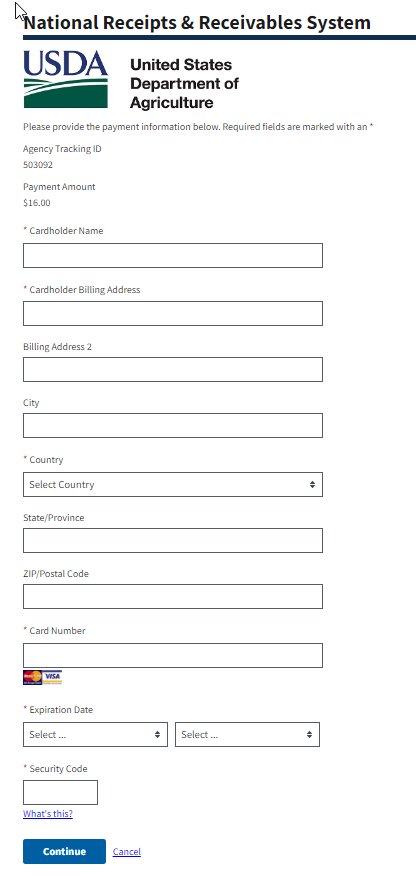 National Receipts & Receivables System
USDA
United States
Department of
Agriculture
Please provide the payment information below. Required fields are marked with an *
Agency Tracking ID
503092
Payment Amount
$16.00
* Cardholder Name
* Cardholder Billing Address
Billing Address 2
City
* Country
Select Country
State/Province
ZIP/Postal Code
* Card Number
VISA
* Expiration Date
Select ... Select ...
* Security Code
What's this?
Continue Cancel